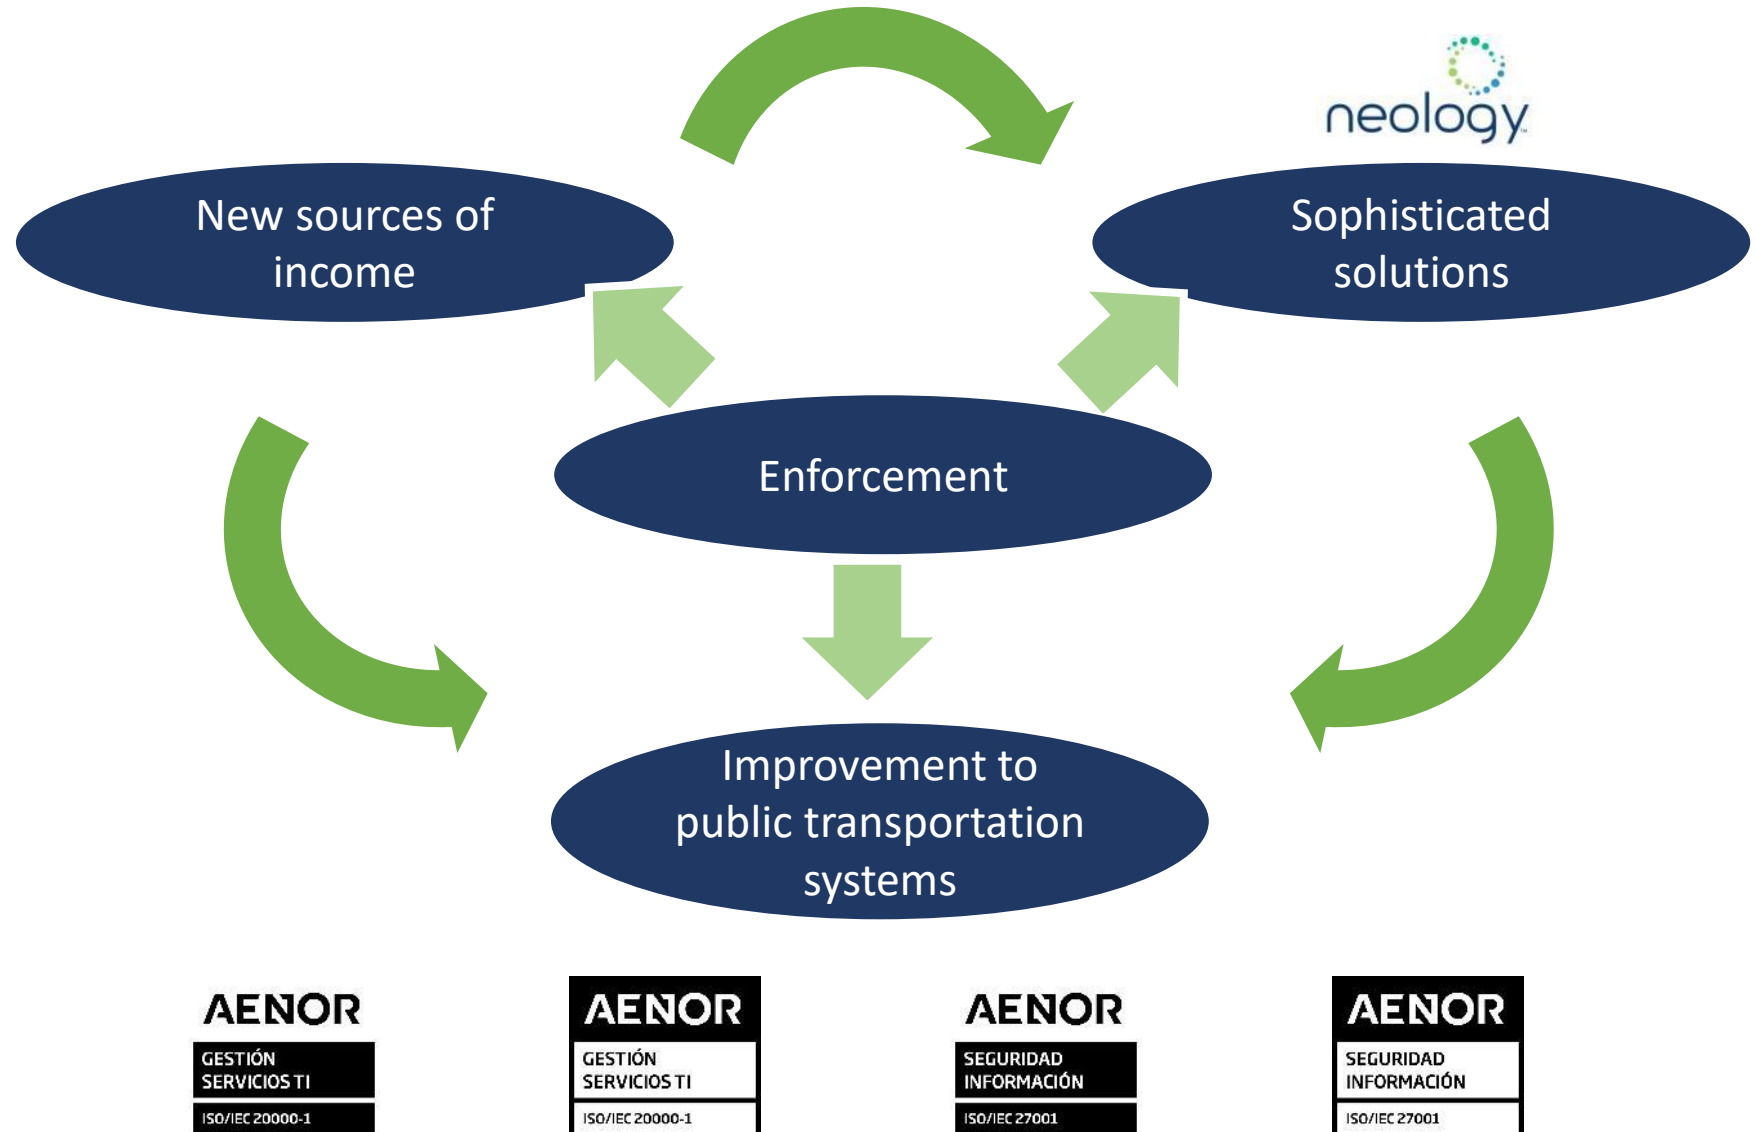 neology
New sources of
income
Sophisticated
solutions
Enforcement
Improvement to
public transportation
systems
AENOR
GESTIÓN
SERVICIOS TI
ISO/IEC 20000-1
AENOR
GESTIÓN
SERVICIOS TI
ISO/IEC 20000-1
AENOR
SEGURIDAD
INFORMACIÓN
ISO/IEC 27001
AENOR
SEGURIDAD
INFORMACIÓN
ISO/IEC 27001